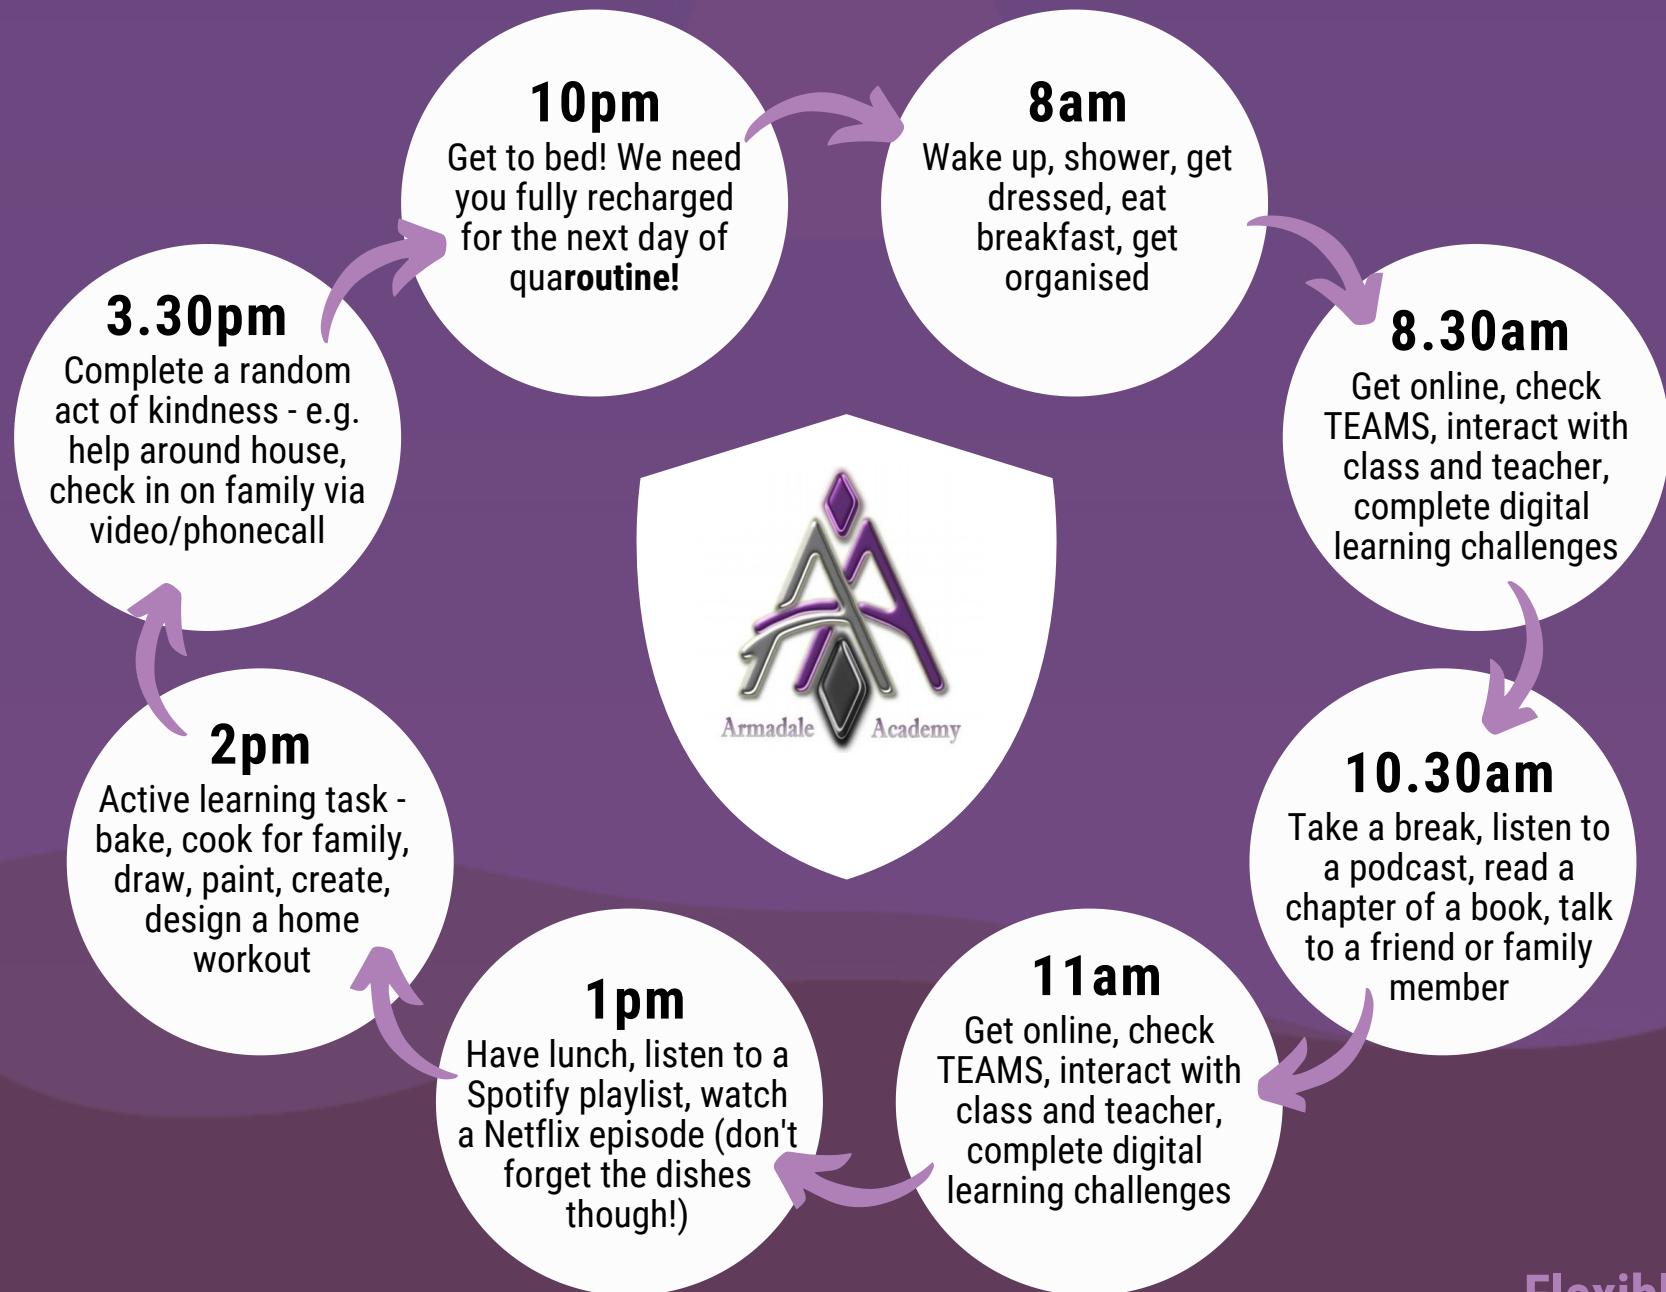 10pm
Get to bed! We need
you fully recharged
for the next day of
quaroutine!
8am
Wake up, shower, get
dressed, eat
breakfast, get
organised
8.30am
Get online, check
TEAMS, interact with
class and teacher,
complete digital
learning challenges
10.30am
Take a break, listen to
a podcast, read a
chapter of a book, talk
to a friend or family
member
11am
Get online, check
TEAMS, interact with
class and teacher,
complete digital
learning challenges
1pm
Have lunch, listen to a
Spotify playlist, watch
a Netflix episode (don't
forget the dishes
though!)
2pm
Active learning task -
bake, cook for family,
draw, paint, create,
design a home
workout
3.30pm
Complete a random
act of kindness - e.g.
help around house,
check in on family via
video/phonecall
Armadale Academy